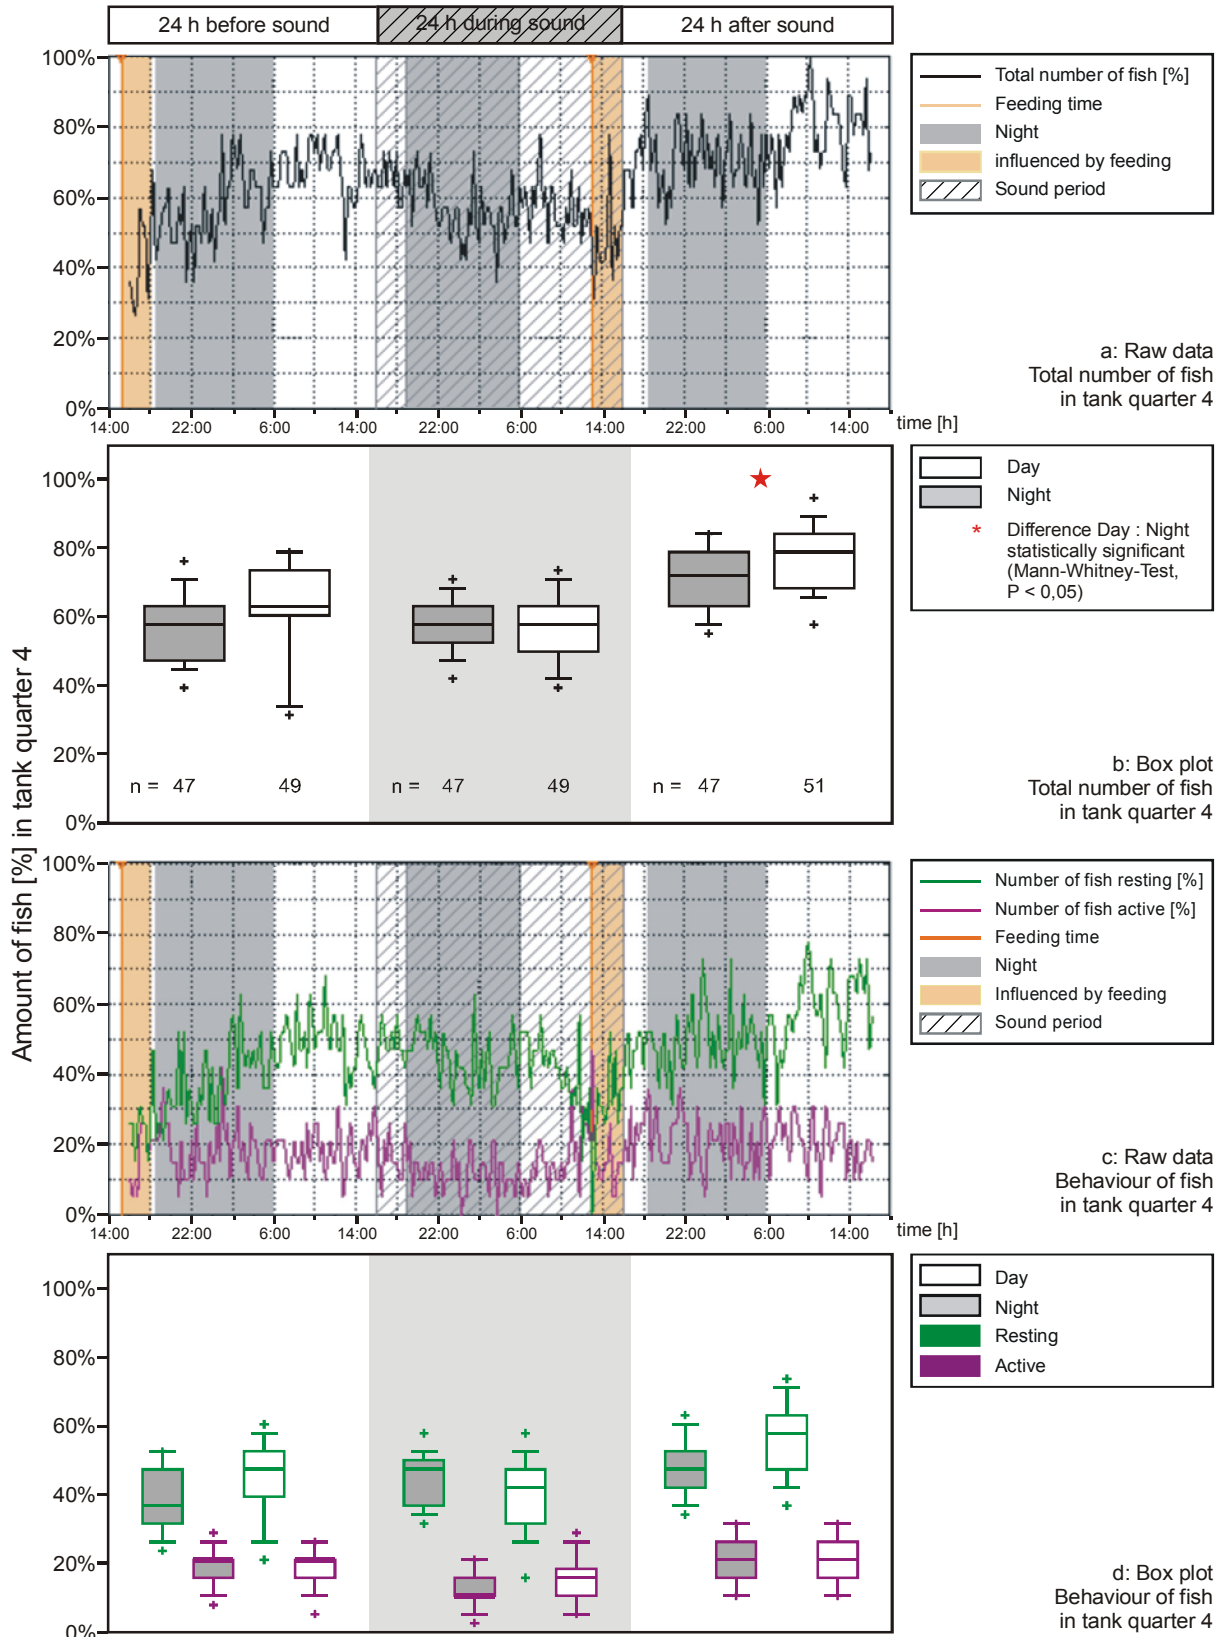 24 h before sound
24 h during sound
24 h after sound
100%
80%
60%
40%
20%
0%
14:00
22:00
6:00
14:00
22:00
6:00
14:00
22:00
6:00
14:00
time [h]
Total number of fish [%]
Feeding time
Night
influenced by feeding
Sound period
a: Raw data
Total number of fish
in tank quarter 4
Amount of fish [%] in tank quarter 4
100%
80%
60%
40%
20%
0%
n = 47
49
n = 47
49
n = 47
51
Day
Night
* Difference Day : Night
statistically significant
(Mann-Whitney-Test,
P < 0,05)
b: Box plot
Total number of fish
in tank quarter 4
100%
80%
60%
40%
20%
0%
14:00
22:00
6:00
14:00
22:00
6:00
14:00
22:00
6:00
14:00
time [h]
Number of fish resting [%]
Number of fish active [%]
Feeding time
Night
Influenced by feeding
Sound period
c: Raw data
Behaviour of fish
in tank quarter 4
100%
80%
60%
40%
20%
0%
Day
Night
Resting
Active
d: Box plot
Behaviour of fish
in tank quarter 4